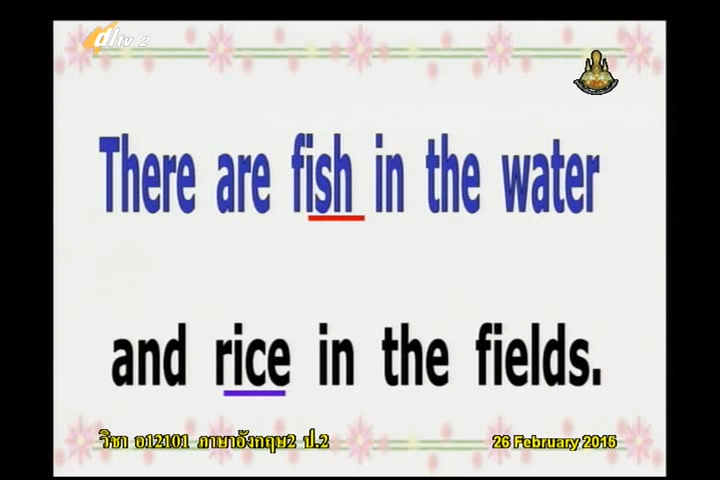 dltv 2
There are fish in the water
and rice in the fields.
วิชา อ12101 ภาษาอังกฤษ2 ป.2
26 February 2015